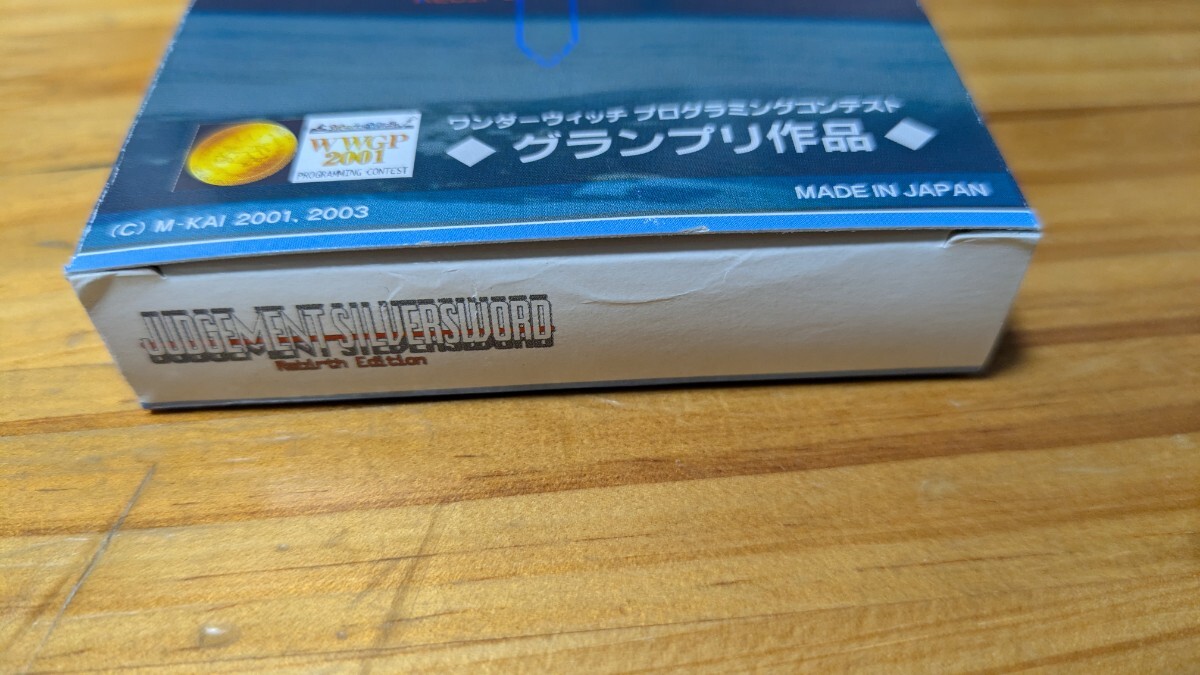 ワンダーウィッチ プログラミングコンテスト
◆ グランプリ作品 ◆
WWGP
2001
PROGRAMMING CONTEST
MADE IN JAPAN
(C) M-KAI 2001, 2003
JUDGEMENT SILVERSWORD
Rebirth Edition